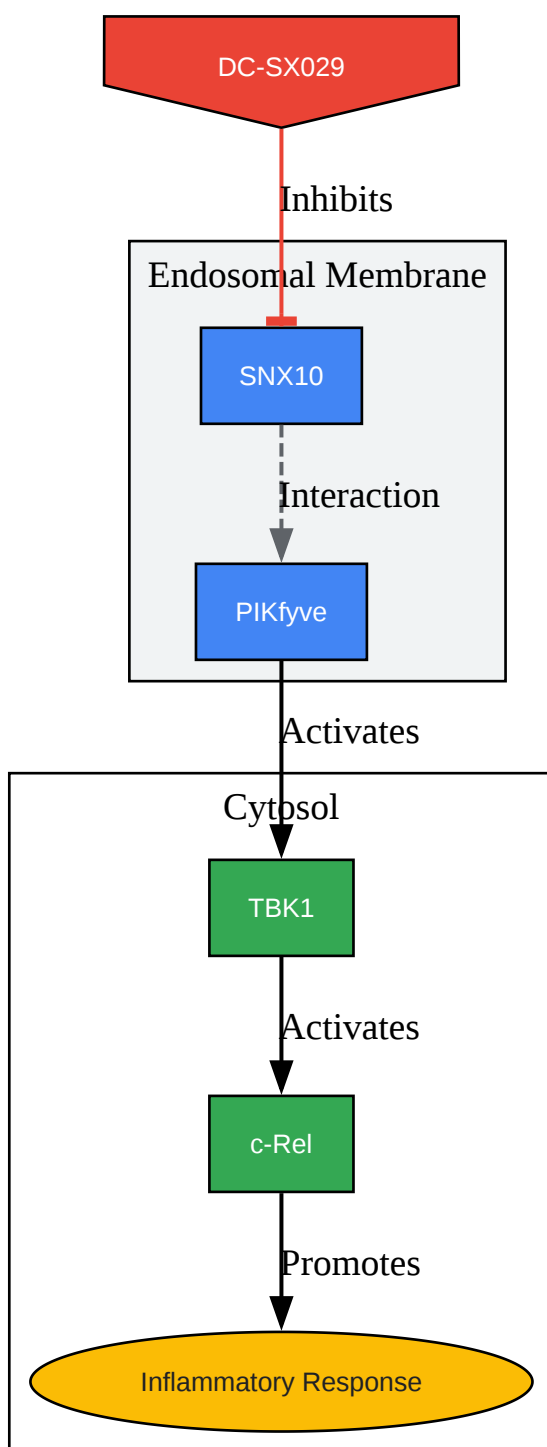 DC-SX029
Inhibits
Endosomal Membrane
SNX10
Interaction
PIKfyve
Activates
Cytosol
TBK1
Activates
c-Rel
Promotes
Inflammatory Response